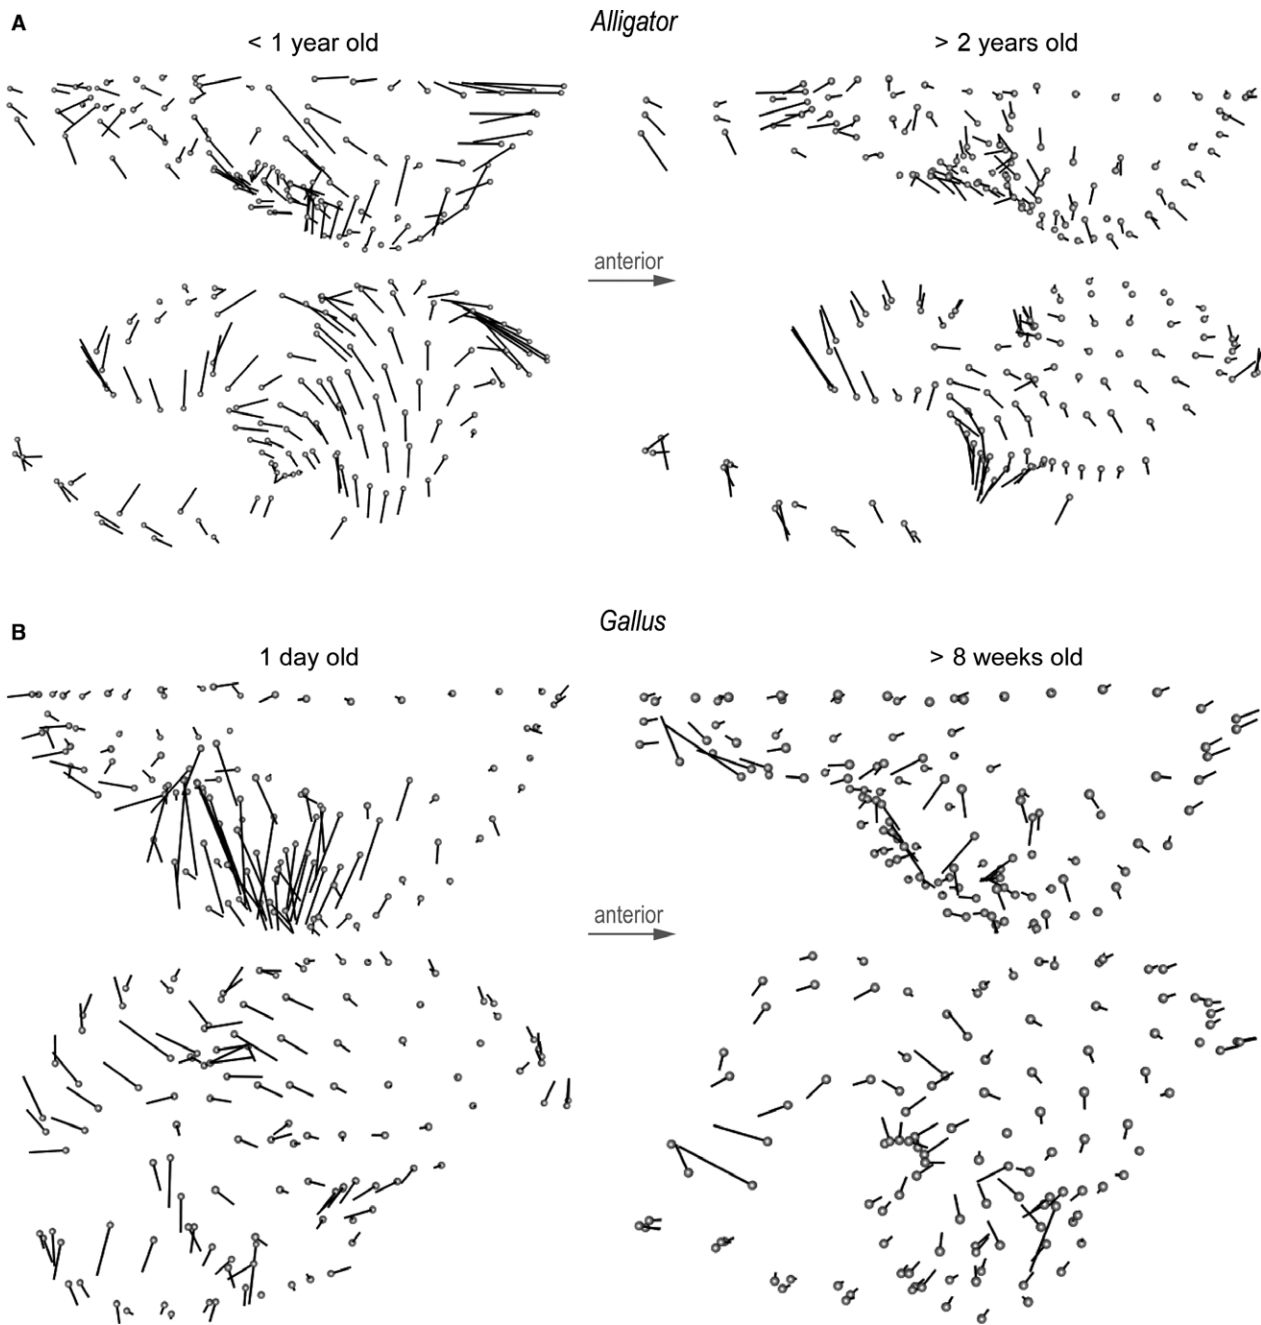 A
Alligator
< 1 year old
> 2 years old
anterior
B
Gallus
1 day old
> 8 weeks old
anterior